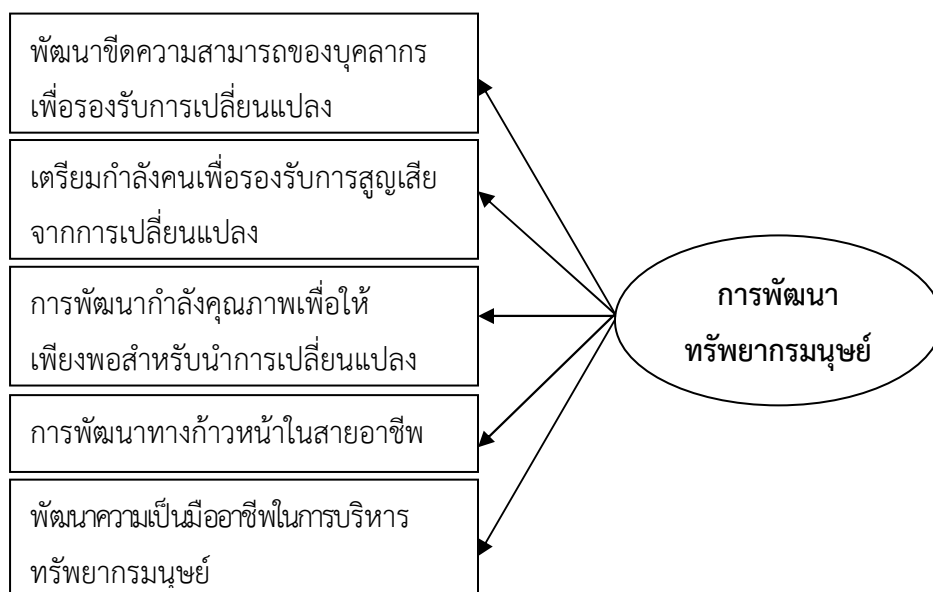 พัฒนาขีดความสามารถของบุคลากร
เพื่อรองรับการเปลี่ยนแปลง
เตรียมกำลังคนเพื่อรองรับการสูญเสีย
จากการเปลี่ยนแปลง
การพัฒนากำลังคุณภาพเพื่อให้
เพียงพอสำหรับนำการเปลี่ยนแปลง
การพัฒนาทางก้าวหน้าในสายอาชีพ
พัฒนาความเป็นมืออาชีพในการบริหาร
ทรัพยากรมนุษย์
การพัฒนา
ทรัพยากรมนุษย์